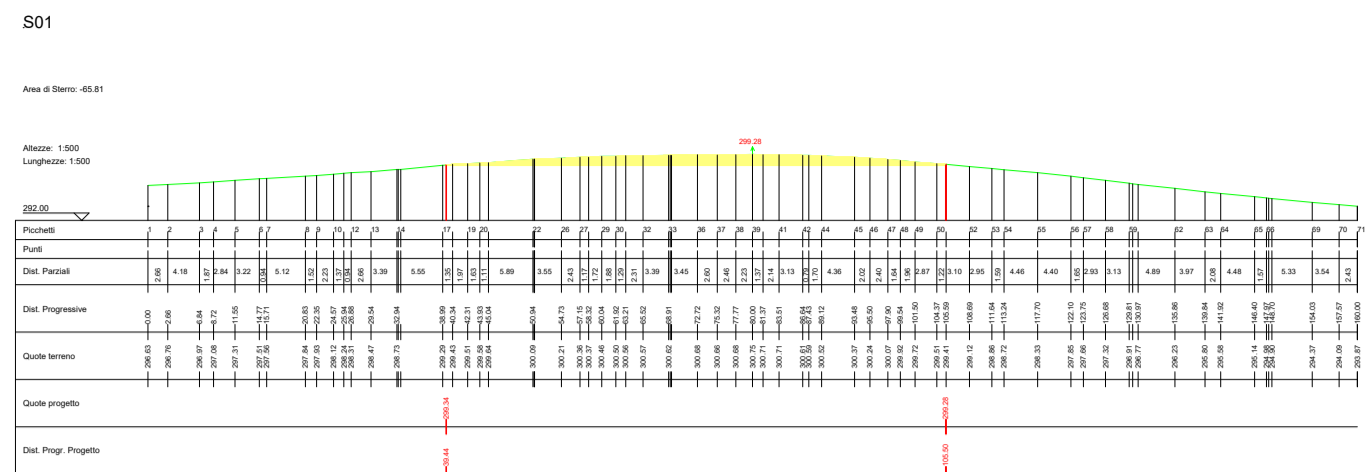 S01
Area di Sterro: -65.81
Altezze: 1:500
Lunghezze: 1:500
299.28
292.00
Picchetti 1 2 3 4 5 6 7 8 9 10 12 13 14 17 19 20 22 26 27 29 30 32 33 36 37 38 39 41 42 44 45 46 47 48 49 50 52 53 54 55 56 57 58 59 62 63 64 65 66 69 70 71
Punti
Dist. Parziali 2.66 4.18 1.87 2.84 3.22 0.94 5.12 1.52 2.23 1.37 0.94 2.66 3.39 5.55 1.35 1.97 1.63 1.11 5.89 3.55 2.43 1.17 1.72 1.88 1.29 2.31 3.39 3.45 2.60 2.46 2.23 1.37 2.14 3.13 0.79 1.70 4.36 2.02 2.40 1.64 1.96 2.87 1.22 3.10 2.95 1.59 4.46 4.40 1.65 2.93 3.13 4.89 3.97 2.08 4.48 1.57 5.33 3.54 2.43
Dist. Progressive 0.00 2.66 6.84 8.72 11.55 14.77 15.71 20.83 22.35 24.57 25.94 26.88 29.54 32.94 38.99 40.34 42.31 43.93 45.04 50.94 54.73 57.15 58.32 60.04 61.92 63.21 65.52 68.91 72.72 75.32 77.77 80.00 81.37 83.51 86.64 87.43 89.12 93.48 95.50 97.90 99.54 101.50 104.37 105.59 108.69 111.64 113.24 117.70 122.10 123.75 126.68 129.81 130.97 135.86 139.84 141.92 146.40 147.97 148.70 154.03 157.57 160.00
Quote terreno 296.63 296.76 296.97 297.08 297.31 297.51 297.56 297.84 297.93 298.12 298.24 298.31 298.47 298.73 299.29 299.43 299.51 299.58 299.64 300.09 300.21 300.36 300.37 300.46 300.50 300.56 300.57 300.62 300.68 300.66 300.68 300.75 300.71 300.71 300.61 300.59 300.52 300.37 300.24 300.07 299.92 299.72 299.51 299.41 299.12 298.86 298.72 298.33 297.85 297.66 297.32 296.91 296.77 296.23 295.80 295.58 295.14 294.98 294.90 294.37 294.09 293.87
Quote progetto 299.34 299.28
Dist. Progr. Progetto 39.44 105.50